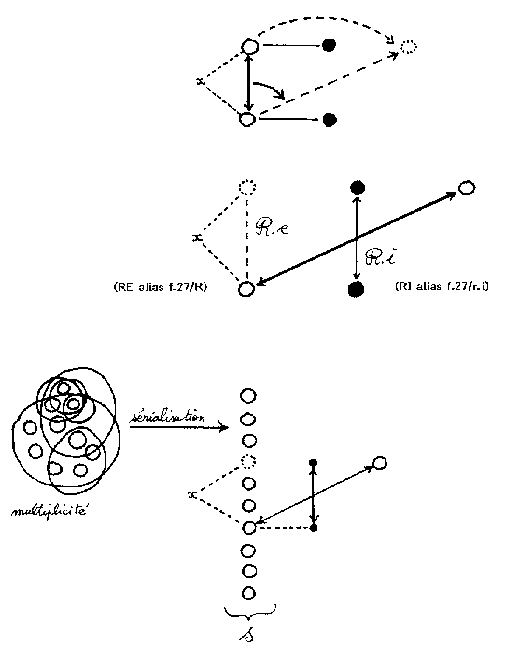 x
R.e
x
R.i
(RE alias f.27/R)
(RI alias f.27/r.i)
sérialisation
x
multiplicité
s